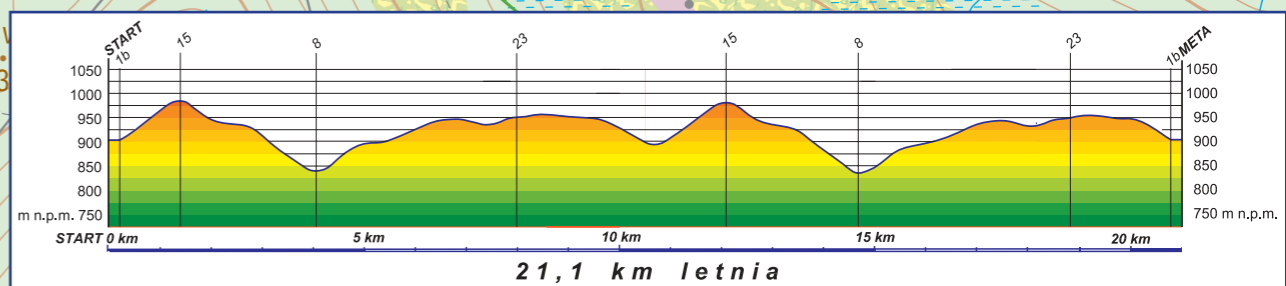 START META
1b 15 8 23 15 8 23 1b
1050 1050
1000 1000
950 950
900 900
850 850
800 800
m n.p.m. 750 750 m n.p.m.
START 0 km 5 km 10 km 15 km 20 km
21,1 km letnia